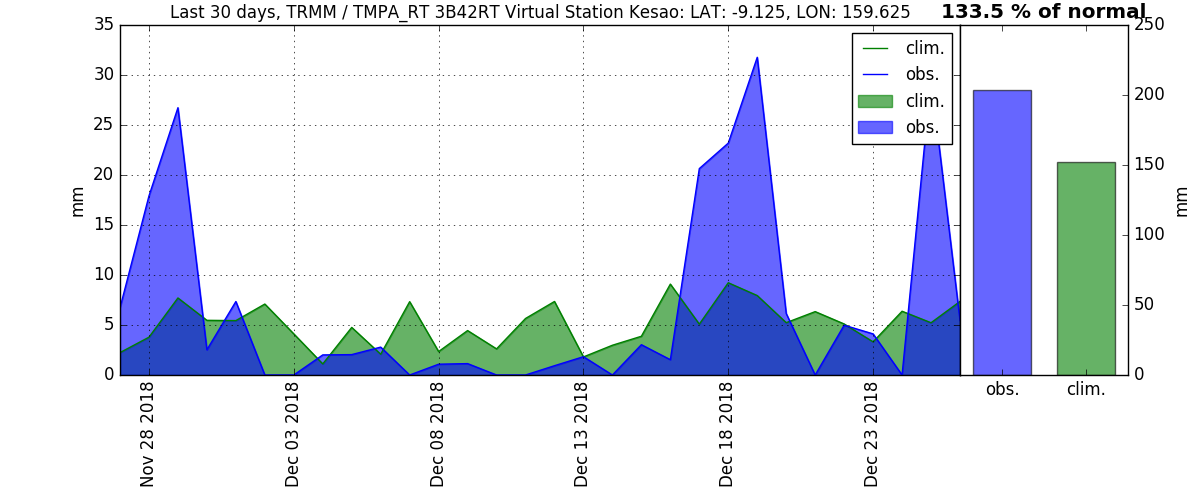 Last 30 days, TRMM / TMPA_RT 3B42RT Virtual Station Kesao: LAT: -9.125, LON: 159.625
133.5 % of normal
35
30
25
20
15
10
5
0
mm
clim.
obs.
clim.
obs.
250
200
150
100
50
0
mm
obs.
clim.
Nov 28 2018
Dec 03 2018
Dec 08 2018
Dec 13 2018
Dec 18 2018
Dec 23 2018